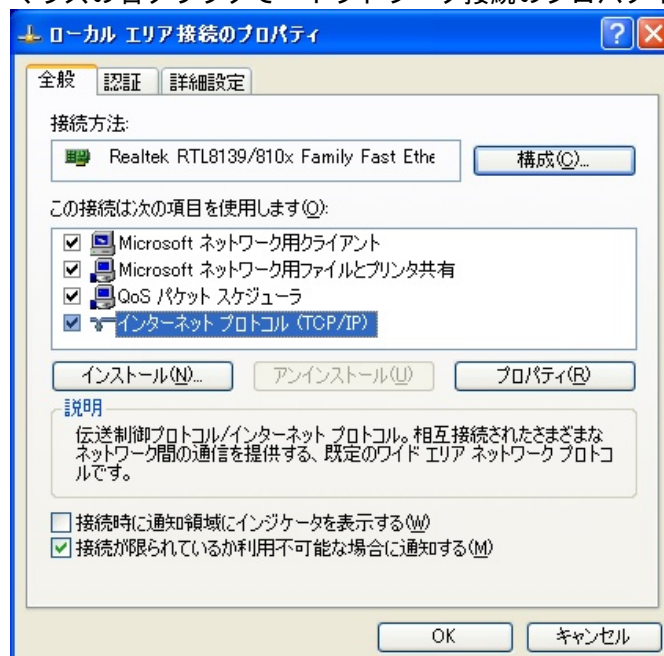 ローカル エリア接続のプロパティ
全般 認証 詳細設定
接続方法:
Realtek RTL8139/810x Family Fast Ethe 構成(C)...
この接続は次の項目を使用します(O):
Microsoft ネットワーク用クライアント
Microsoft ネットワーク用ファイルとプリンタ共有
QoS パケット スケジューラ
インターネット プロトコル (TCP/IP)
インストール(N)... アンインストール(U) プロパティ(R)
説明
伝送制御プロトコル/インターネット プロトコル。相互接続されたさまざまな
ネットワーク間の通信を提供する、既定のワイド エリア ネットワーク プロトコ
ルです。
接続時に通知領域にインジケータを表示する(W)
接続が限られているか利用不可能な場合に通知する(M)
OK キャンセル